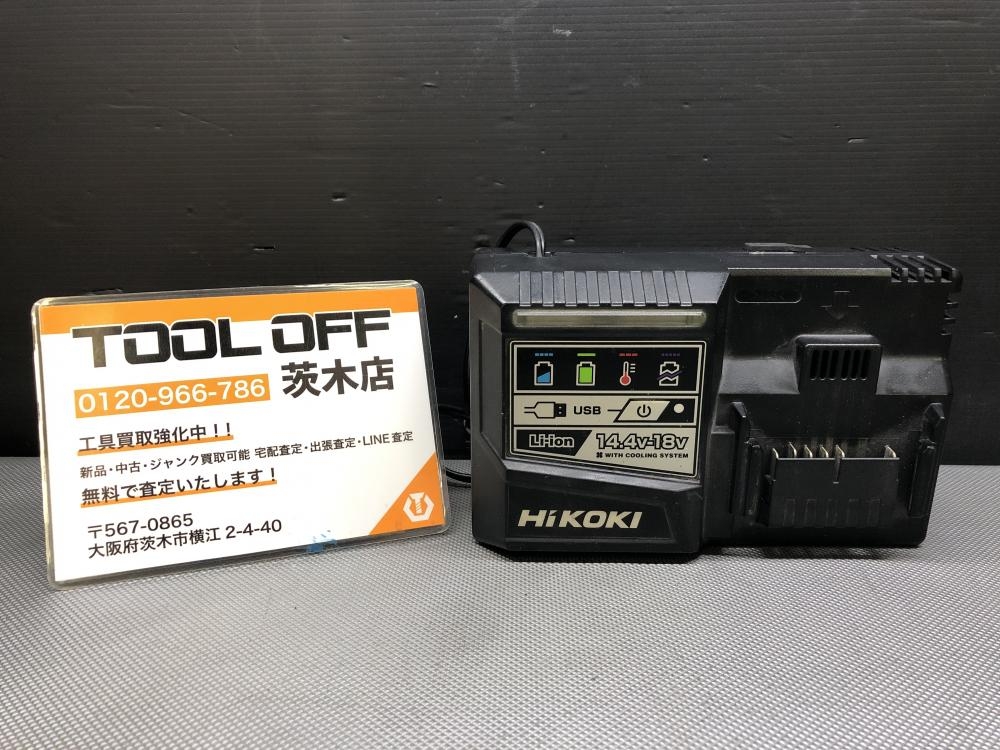 TOOL OFF
0120-966-786 茨木店
工具買取強化中!!
新品・中古・ジャンク買取可能 宅配査定・出張査定・LINE査定
無料で査定いたします!
〒567-0865
大阪府茨木市横江 2-4-40
USB
Li-ion 14.4v-18v
WITH COOLING SYSTEM
HiKOKI